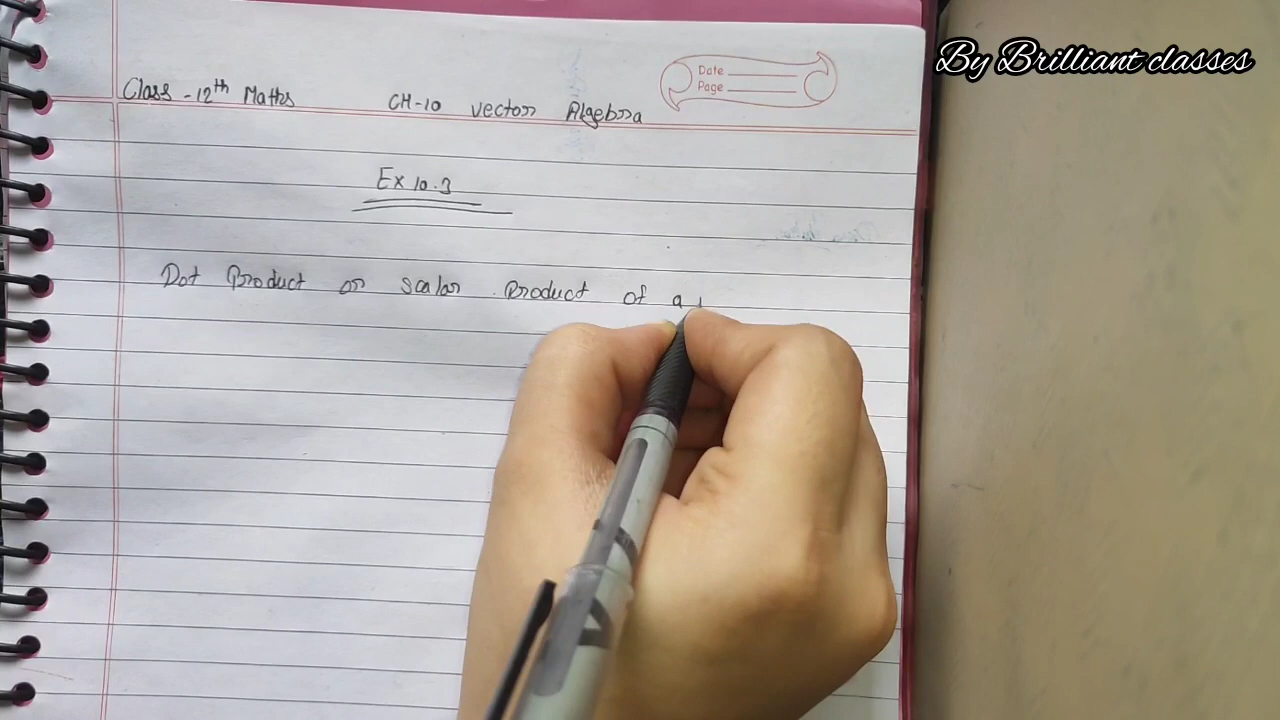 By Brilliant classes
Date
Page
Class - 12th Maths CH-10 Vector Algebra
Ex 10.3
Dot Product or Scalar Product of a